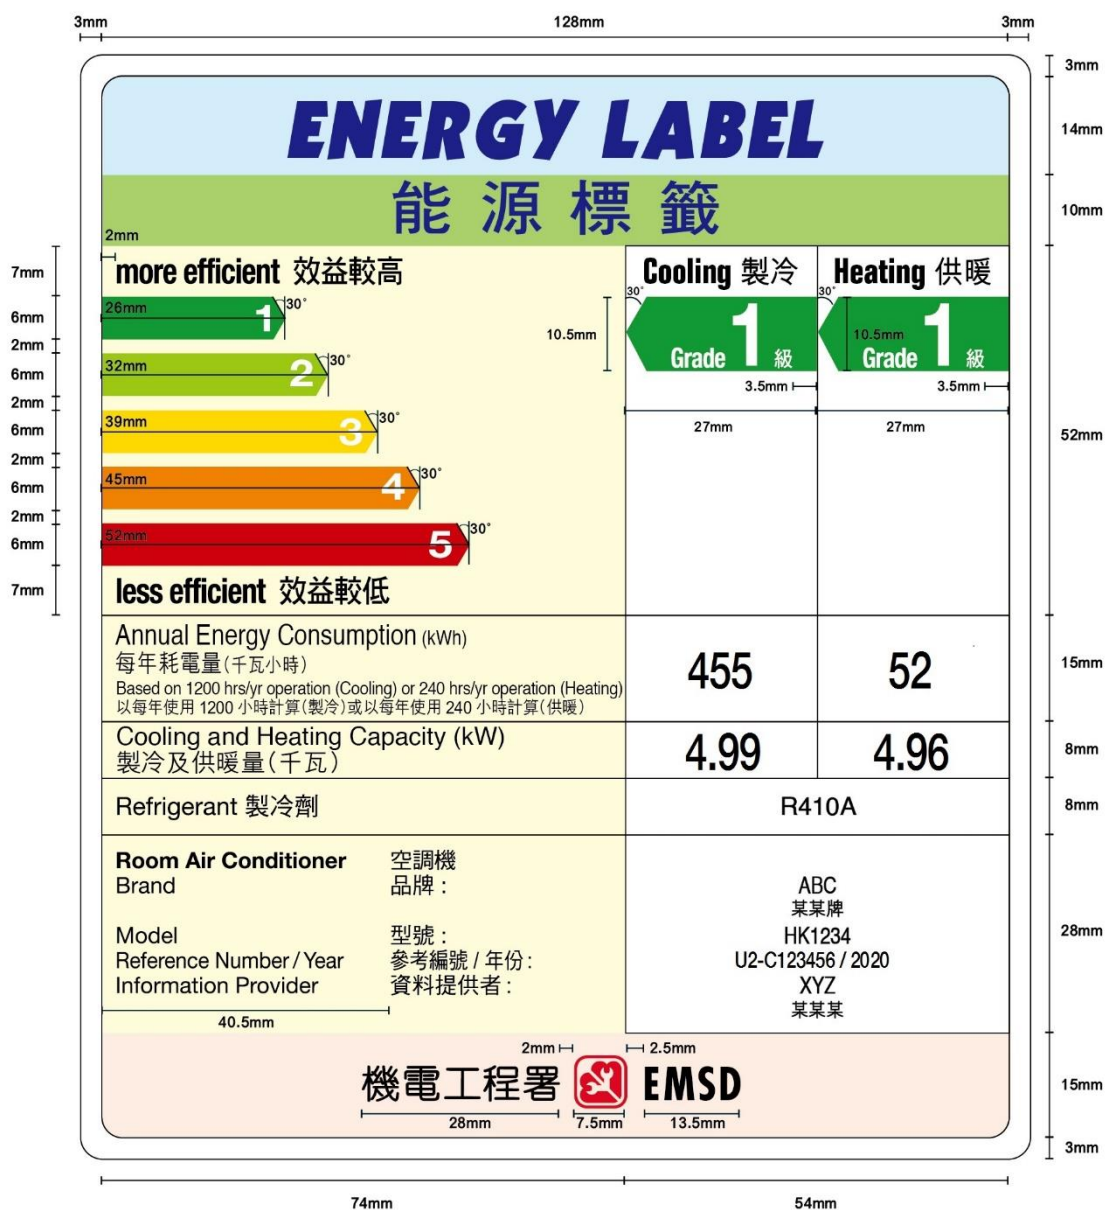 3mm 128mm 3mm
3mm
ENERGY LABEL
14mm
能源標籤
10mm
2mm
7mm
more efficient 效益較高
Cooling 製冷
Heating 供暖
6mm
26mm
1
30°
10.5mm
30°
Grade 1 級
30°
10.5mm
Grade 1 級
2mm
6mm
32mm
2
30°
3.5mm
3.5mm
2mm
6mm
39mm
3
30°
27mm
27mm
52mm
2mm
6mm
45mm
4
30°
2mm
6mm
52mm
5
30°
7mm
less efficient 效益較低
Annual Energy Consumption (kWh)
每年耗電量(千瓦小時)
Based on 1200 hrs/yr operation (Cooling) or 240 hrs/yr operation (Heating)
以每年使用 1200 小時計算(製冷)或以每年使用 240 小時計算(供暖)
455
52
15mm
Cooling and Heating Capacity (kW)
製冷及供暖量(千瓦)
4.99
4.96
8mm
Refrigerant 製冷劑
R410A
8mm
Room Air Conditioner 空調機
Brand 品牌 : ABC
某某牌
Model 型號 : HK1234
28mm
Reference Number / Year 參考編號 / 年份 : U2-C123456 / 2020
Information Provider 資料提供者 : XYZ
某某某
40.5mm
2mm 2.5mm
機電工程署 EMSD
15mm
28mm 7.5mm 13.5mm
3mm
74mm 54mm